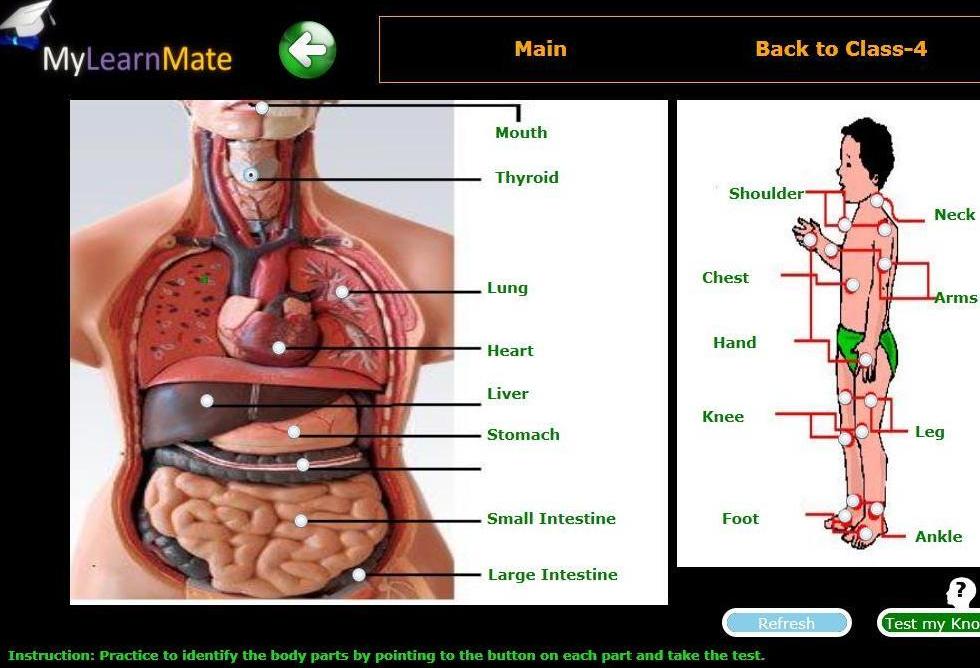 MyLearnMate
Main
Back to Class-4
Mouth
Thyroid
Lung
Heart
Liver
Stomach
Small Intestine
Large Intestine
Shoulder
Neck
Chest
Arms
Hand
Knee
Leg
Foot
Ankle
?
Refresh
Test my Kno
Instruction: Practice to identify the body parts by pointing to the button on each part and take the test.